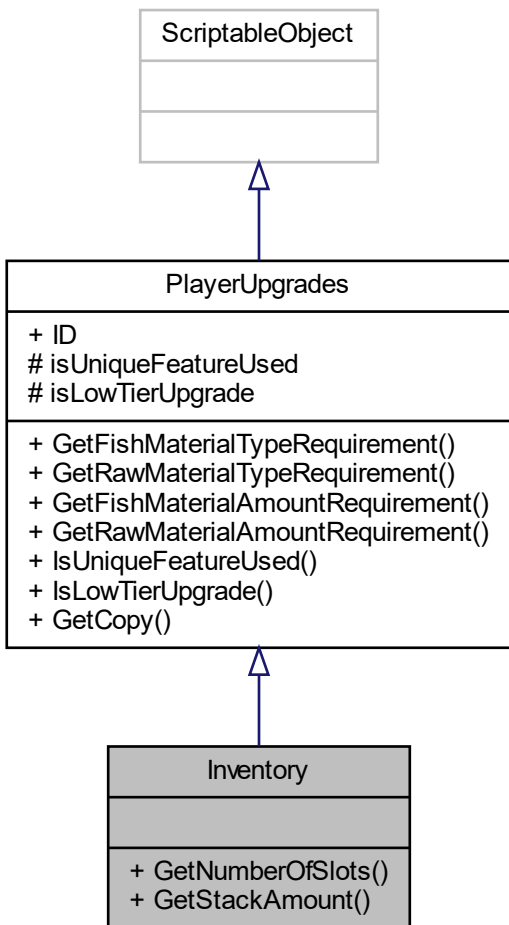 ScriptableObject
PlayerUpgrades
+ ID
# isUniqueFeatureUsed
# isLowTierUpgrade
+ GetFishMaterialTypeRequirement()
+ GetRawMaterialTypeRequirement()
+ GetFishMaterialAmountRequirement()
+ GetRawMaterialAmountRequirement()
+ IsUniqueFeatureUsed()
+ IsLowTierUpgrade()
+ GetCopy()
Inventory
+ GetNumberOfSlots()
+ GetStackAmount()